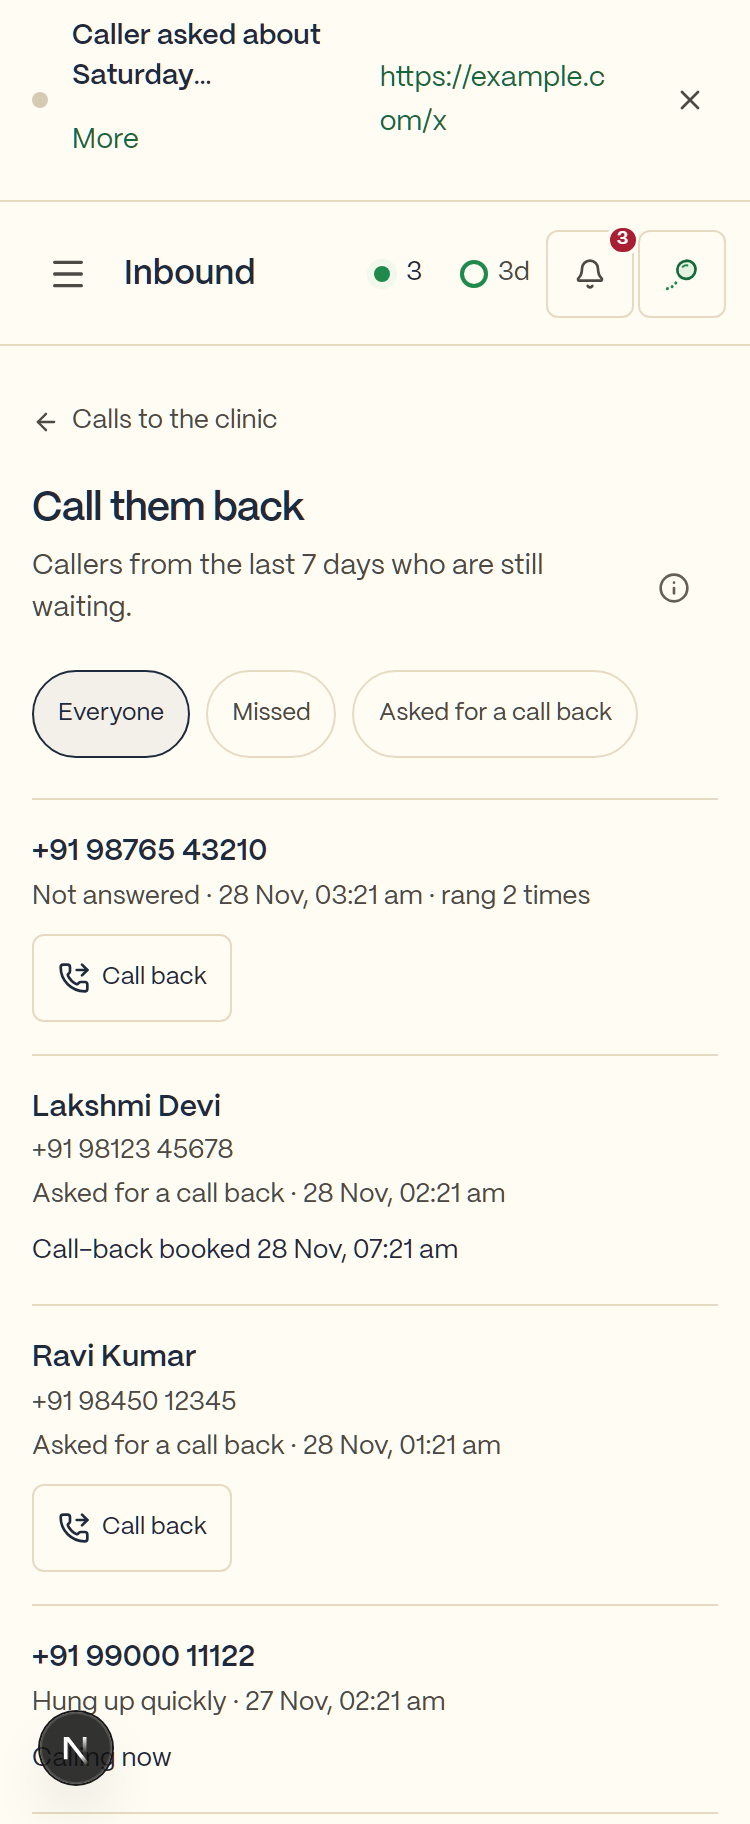 Caller asked about
Saturday...
More
https://example.c
om/x
Inbound
3
3d
3
Calls to the clinic
Call them back
Callers from the last 7 days who are still
waiting.
Everyone
Missed
Asked for a call back
+91 98765 43210
Not answered · 28 Nov, 03:21 am · rang 2 times
Call back
Lakshmi Devi
+91 98123 45678
Asked for a call back · 28 Nov, 02:21 am
Call-back booked 28 Nov, 07:21 am
Ravi Kumar
+91 98450 12345
Asked for a call back · 28 Nov, 01:21 am
Call back
+91 99000 11122
Hung up quickly · 27 Nov, 02:21 am
Calling now
N